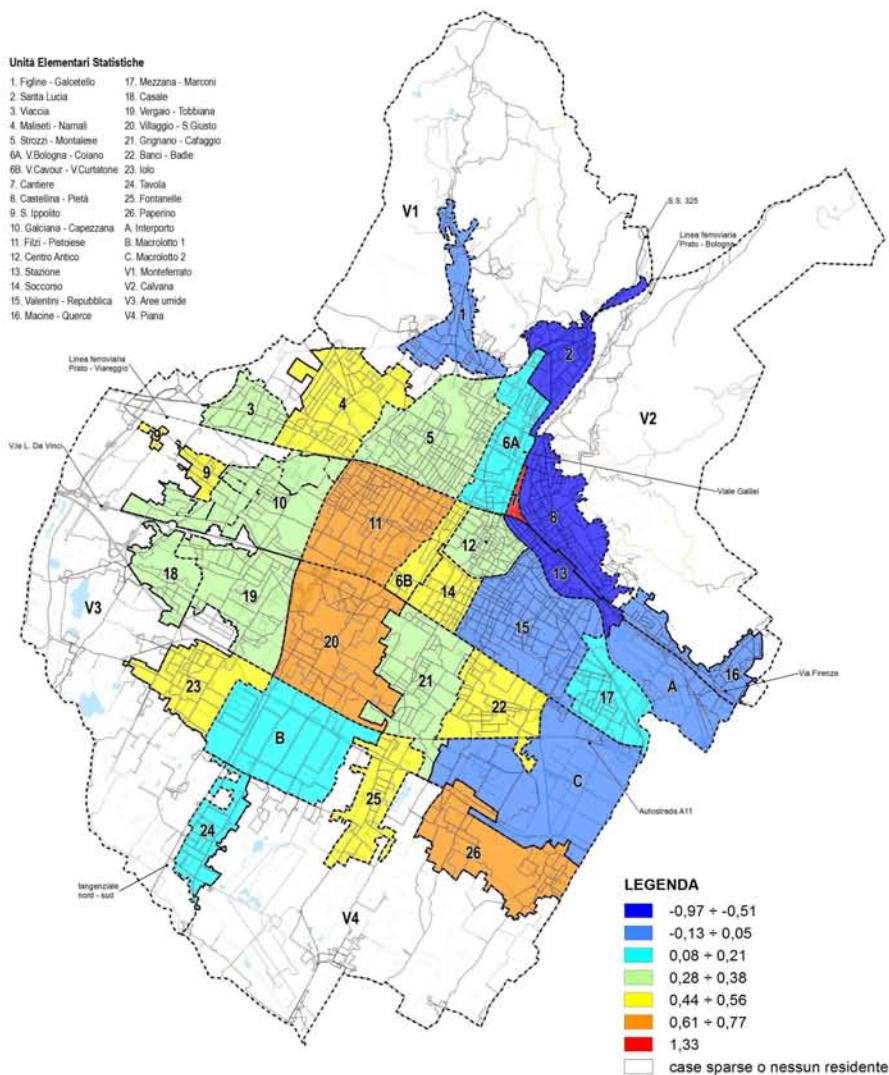 Unità Elementari Statistiche
1. Figline - Galcetello
2. Santa Lucia
3. Viaccia
4. Maliseti - Narnali
5. Strozzi - Montalese
6A. V.Bologna - Coiano
6B. V.Cavour - V.Curtatone
7. Cantiere
8. Castellina - Pietà
9. S. Ippolito
10. Galciana - Capezzana
11. Filzi - Pistoiese
12. Centro Antico
13. Stazione
14. Soccorso
15. Valentini - Repubblica
16. Macine - Querce
17. Mezzana - Marconi
18. Casale
19. Vergaio - Tobbiana
20. Villaggio - S.Giusto
21. Grignano - Cafaggio
22. Banci - Badie
23. Iolo
24. Tavola
25. Fontanelle
26. Paperino
A. Interporto
B. Macrolotto 1
C. Macrolotto 2
V1. Monteferrato
V2. Calvana
V3. Aree umide
V4. Piana
V1
S.S. 325
Linea ferroviaria
Prato - Bologna
1
2
Linea ferroviaria
Prato - Viareggio
3
4
V2
5
6A
V.le L. Da Vinci
9
9
Viale Galilei
10
11
8
12
13
18
6B
14
19
V3
15
20
16
A
Via Firenze
21
17
23
22
B
C
25
Autostrada A11
24
26
tangenziale
nord - sud
V4
LEGENDA
-0,97 ÷ -0,51
-0,13 ÷ 0,05
0,08 ÷ 0,21
0,28 ÷ 0,38
0,44 ÷ 0,56
0,61 ÷ 0,77
1,33
case sparse o nessun residente